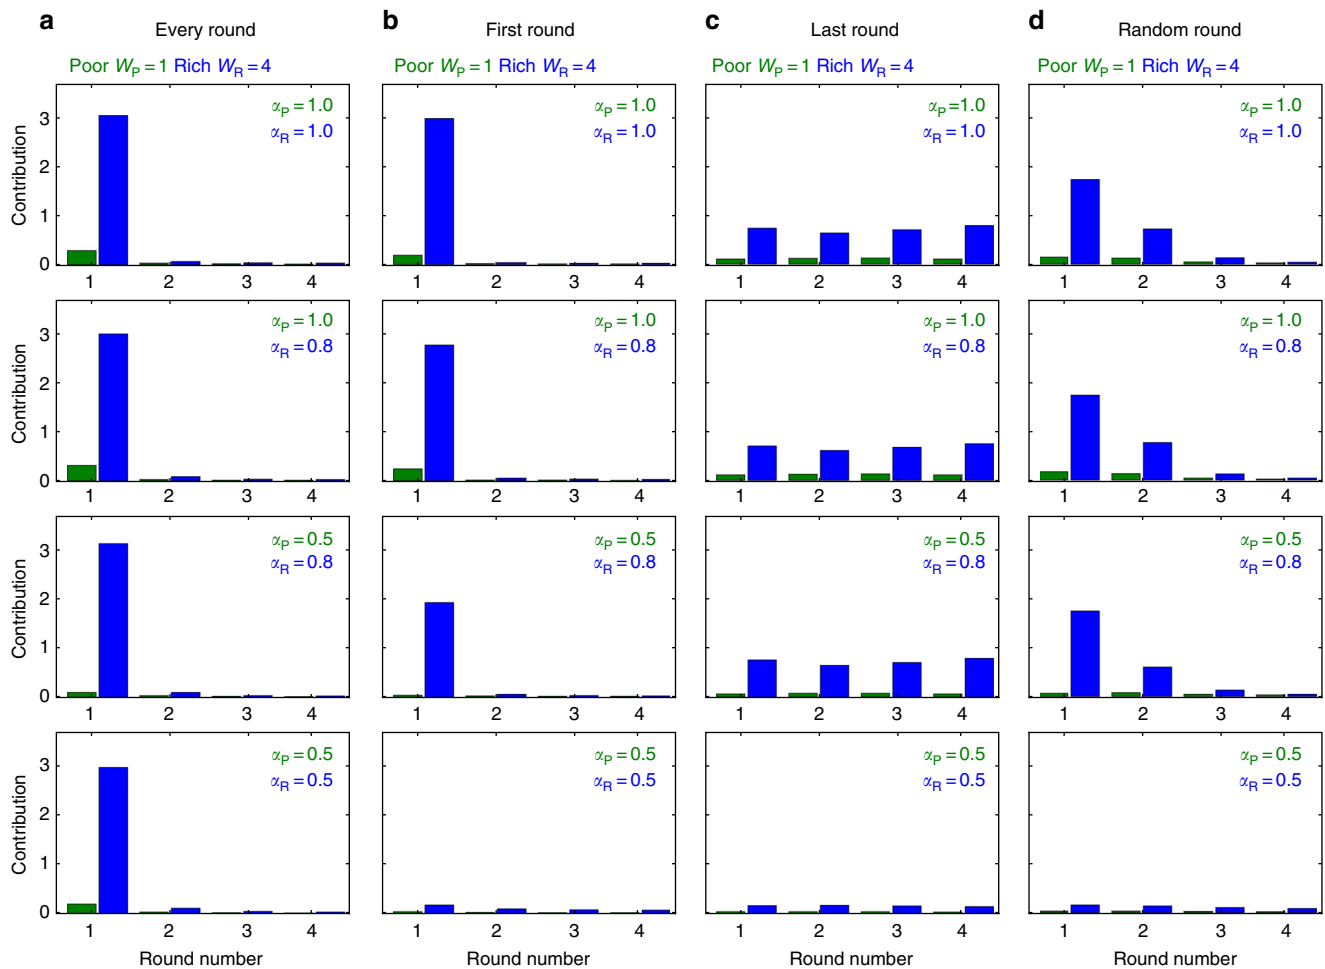 a Every round
b First round
c Last round
d Random round
Poor W_P = 1 Rich W_R = 4
Poor W_P = 1 Rich W_R = 4
Poor W_P = 1 Rich W_R = 4
Poor W_P = 1 Rich W_R = 4
Contribution
3
2
1
0
α_P = 1.0
α_R = 1.0
1 2 3 4
α_P = 1.0
α_R = 1.0
1 2 3 4
α_P = 1.0
α_R = 1.0
1 2 3 4
α_P = 1.0
α_R = 1.0
1 2 3 4
Contribution
3
2
1
0
α_P = 1.0
α_R = 0.8
1 2 3 4
α_P = 1.0
α_R = 0.8
1 2 3 4
α_P = 1.0
α_R = 0.8
1 2 3 4
α_P = 1.0
α_R = 0.8
1 2 3 4
Contribution
3
2
1
0
α_P = 0.5
α_R = 0.8
1 2 3 4
α_P = 0.5
α_R = 0.8
1 2 3 4
α_P = 0.5
α_R = 0.8
1 2 3 4
α_P = 0.5
α_R = 0.8
1 2 3 4
Contribution
3
2
1
0
α_P = 0.5
α_R = 0.5
1 2 3 4
Round number
α_P = 0.5
α_R = 0.5
1 2 3 4
Round number
α_P = 0.5
α_R = 0.5
1 2 3 4
Round number
α_P = 0.5
α_R = 0.5
1 2 3 4
Round number